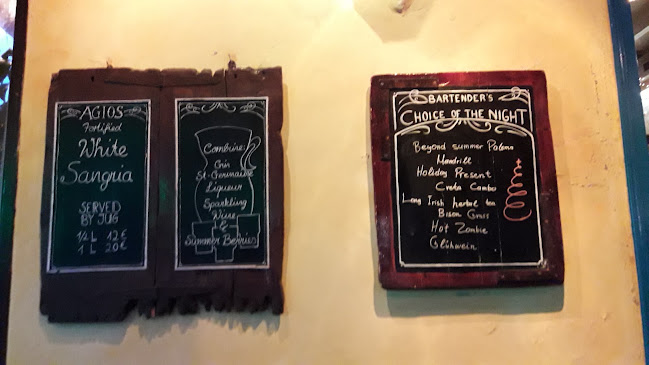 AGIOS
Fortified
White
Sangria
SERVED
BY JUG
½ L 12 €
1 L 20 €
Combine:
Gin
St-Germaine
Liqueur
Sparkling
Wine
&
Summer Berries
BARTENDER'S
CHOICE OF THE NIGHT
Beyond summer
Mandrill
Holiday Present
Creta Cambo
Long Irish herbal tea
Bison Grass
Hot Zombie
Glühwein